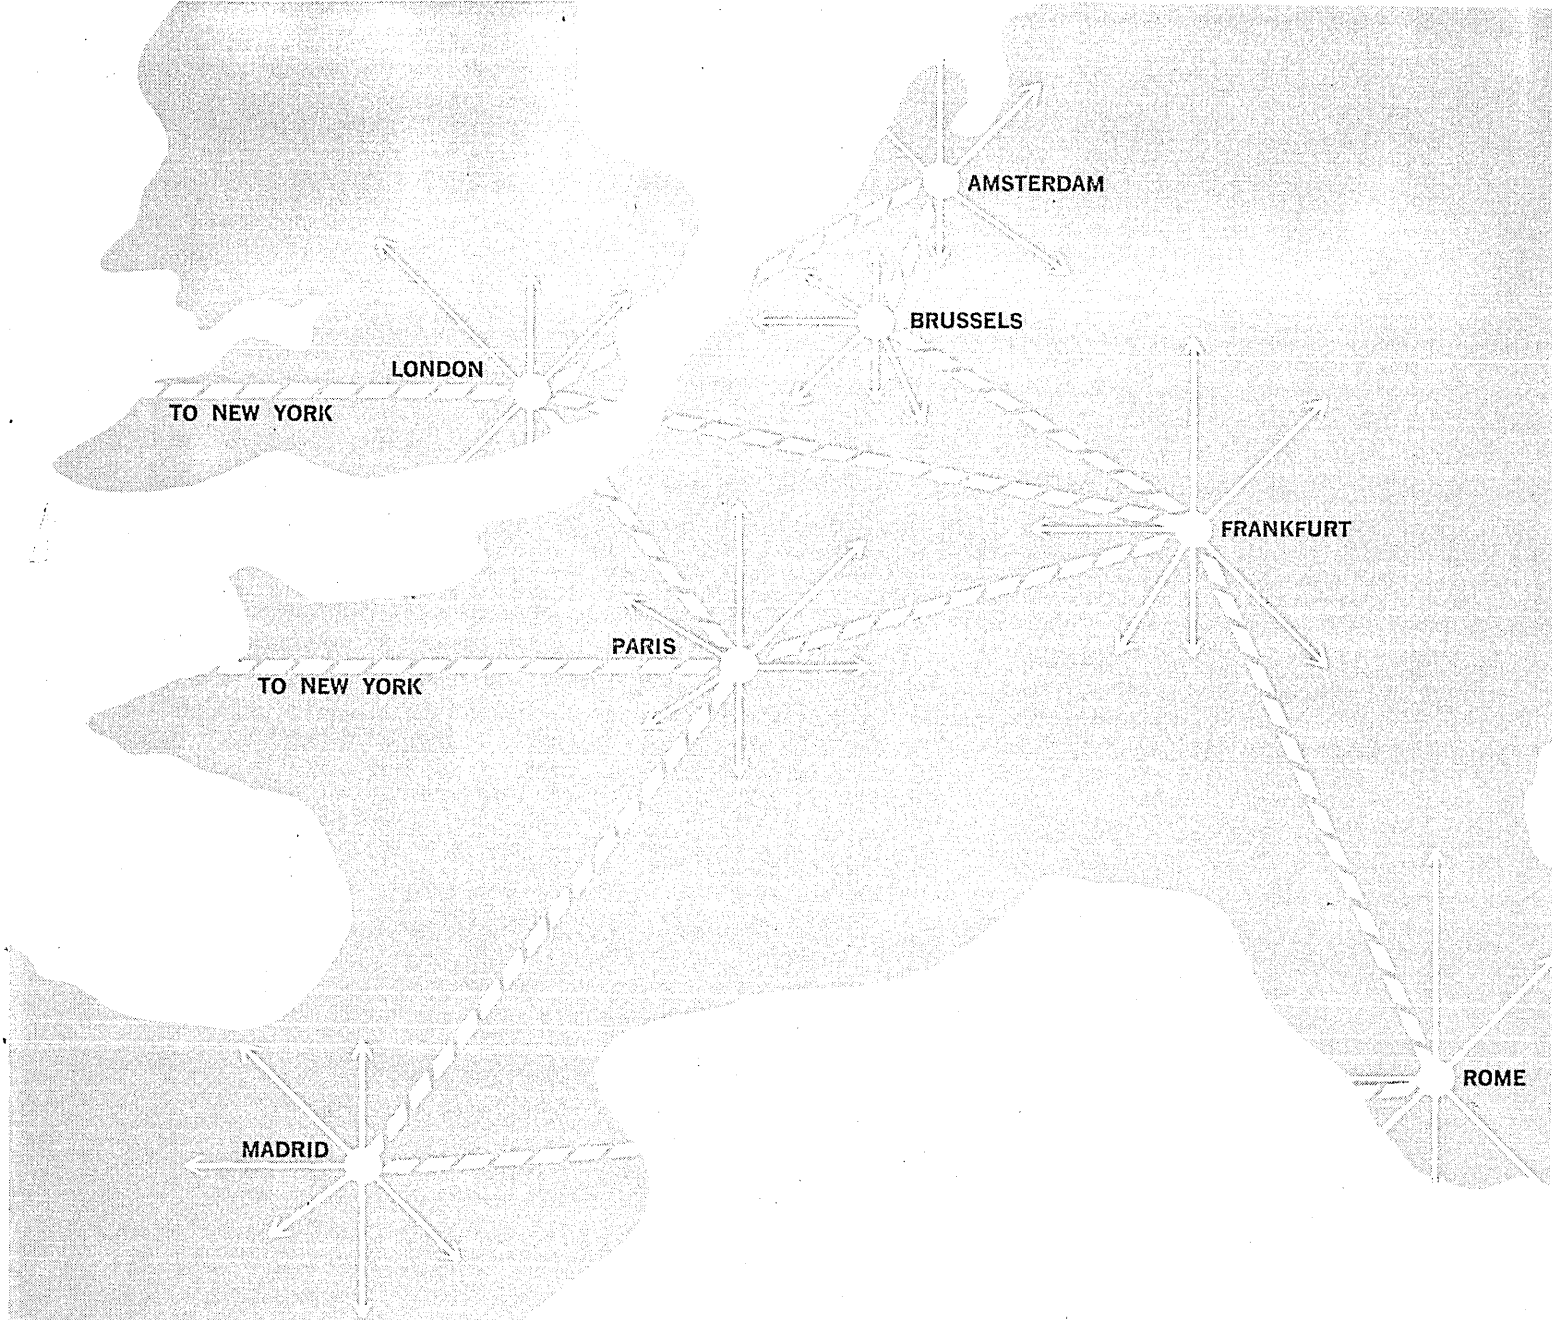 AMSTERDAM
BRUSSELS
LONDON
TO NEW YORK
FRANKFURT
PARIS
TO NEW YORK
ROME
MADRID